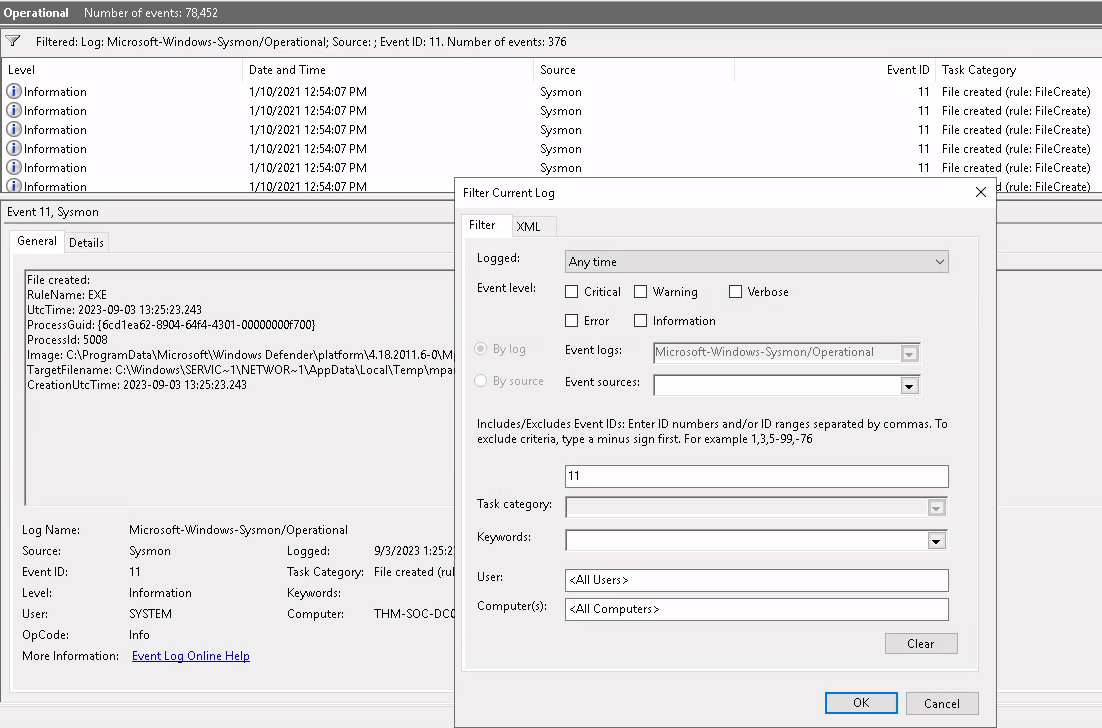 Operational Number of events: 78,452
Filtered: Log: Microsoft-Windows-Sysmon/Operational; Source: ; Event ID: 11. Number of events: 376
Level Date and Time Source Event ID Task Category
Information 1/10/2021 12:54:07 PM Sysmon 11 File created (rule: FileCreate)
Information 1/10/2021 12:54:07 PM Sysmon 11 File created (rule: FileCreate)
Information 1/10/2021 12:54:07 PM Sysmon 11 File created (rule: FileCreate)
Information 1/10/2021 12:54:07 PM Sysmon 11 File created (rule: FileCreate)
Information 1/10/2021 12:54:07 PM Sysmon 11 File created (rule: FileCreate)
Information 1/10/2021 12:54:07 PM d (rule: FileCreate)
Event 11, Sysmon
General Details
File created:
RuleName: EXE
UtcTime: 2023-09-03 13:25:23.243
ProcessGuid: {6cd1ea62-8904-64f4-4301-00000000f700}
ProcessId: 5008
Image: C:\ProgramData\Microsoft\Windows Defender\platform\4.18.2011.6-0\Mp
TargetFilename: C:\Windows\SERVIC~1\NETWOR~1\AppData\Local\Temp\mpan
CreationUtcTime: 2023-09-03 13:25:23.243
Log Name: Microsoft-Windows-Sysmon/Operational
Source: Sysmon Logged: 9/3/2023 1:25:2
Event ID: 11 Task Category: File created (rul
Level: Information Keywords:
User: SYSTEM Computer: THM-SOC-DC0
OpCode: Info
More Information: Event Log Online Help
Filter Current Log
Filter XML
Logged: Any time
Event level: Critical Warning Verbose
Error Information
By log Event logs: Microsoft-Windows-Sysmon/Operational
By source Event sources:
Includes/Excludes Event IDs: Enter ID numbers and/or ID ranges separated by commas. To
exclude criteria, type a minus sign first. For example 1,3,5-99,-76
11
Task category:
Keywords:
User: <All Users>
Computer(s): <All Computers>
Clear
OK Cancel